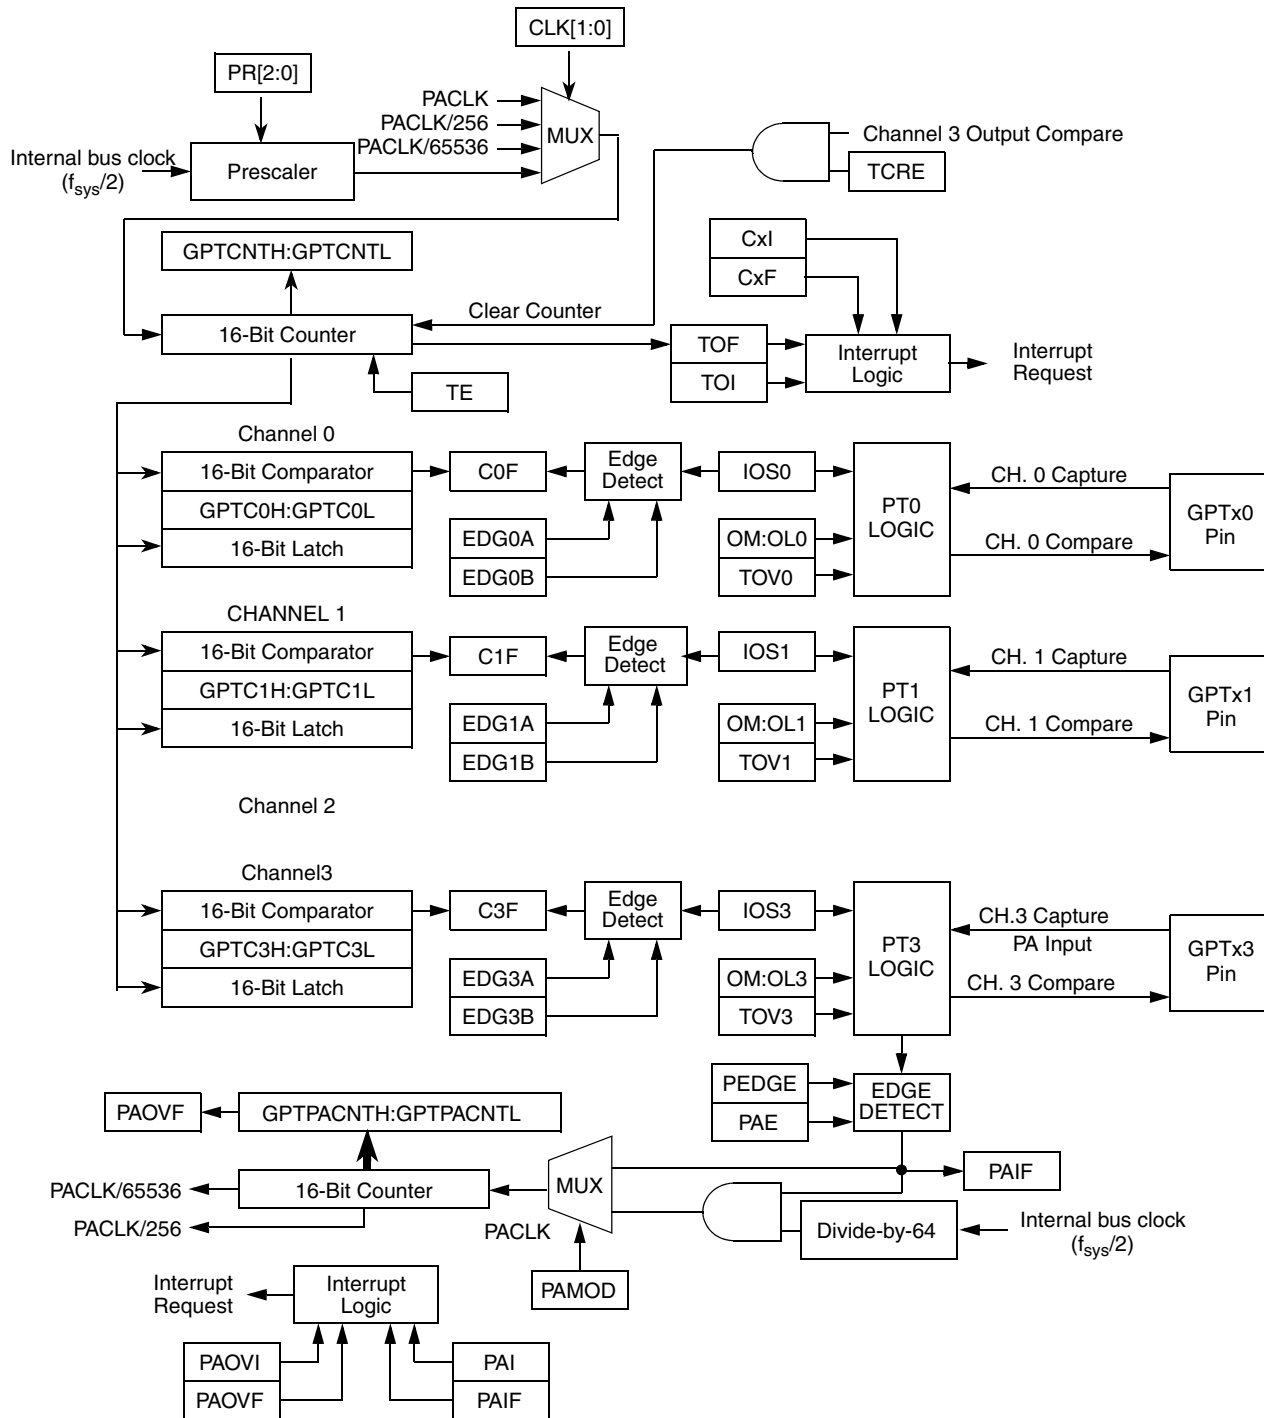 CLK[1:0]
PR[2:0]
PACLK
PACLK/256
PACLK/65536
MUX
Internal bus clock
(fsys/2)
Prescaler
Channel 3 Output Compare
TCRE
GPTCNTH:GPTCNTL
CxI
CxF
Clear Counter
16-Bit Counter
TOF
TOI
Interrupt
Logic
Interrupt
Request
TE
Channel 0
16-Bit Comparator
GPTC0H:GPTC0L
16-Bit Latch
C0F
Edge
Detect
IOS0
EDG0A
EDG0B
OM:OL0
TOV0
PT0
LOGIC
CH. 0 Capture
CH. 0 Compare
GPTx0
Pin
CHANNEL 1
16-Bit Comparator
GPTC1H:GPTC1L
16-Bit Latch
C1F
Edge
Detect
IOS1
EDG1A
EDG1B
OM:OL1
TOV1
PT1
LOGIC
CH. 1 Capture
CH. 1 Compare
GPTx1
Pin
Channel 2
Channel3
16-Bit Comparator
GPTC3H:GPTC3L
16-Bit Latch
C3F
Edge
Detect
IOS3
EDG3A
EDG3B
OM:OL3
TOV3
PT3
LOGIC
CH.3 Capture
PA Input
CH. 3 Compare
GPTx3
Pin
PEDGE
PAE
EDGE
DETECT
PAOVF
GPTPACNTH:GPTPACNTL
PACLK/65536
16-Bit Counter
PACLK/256
PACLK
MUX
PAIF
Divide-by-64
Internal bus clock
(fsys/2)
PAMOD
Interrupt
Request
Interrupt
Logic
PAOVI
PAOVF
PAI
PAIF